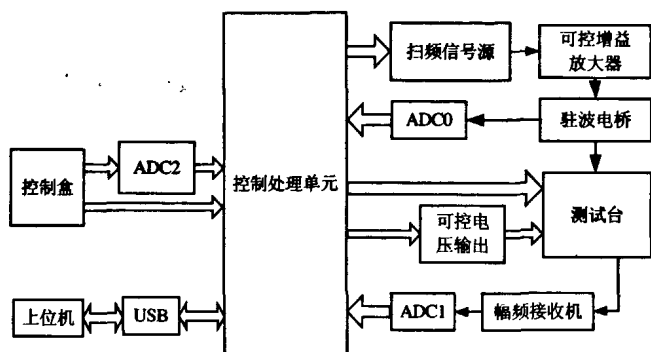 扫频信号源
可控增益
放大器
ADC0
驻波电桥
控制盒
ADC2
控制处理单元
可控电
压输出
测试台
上位机
USB
ADC1
幅频接收机